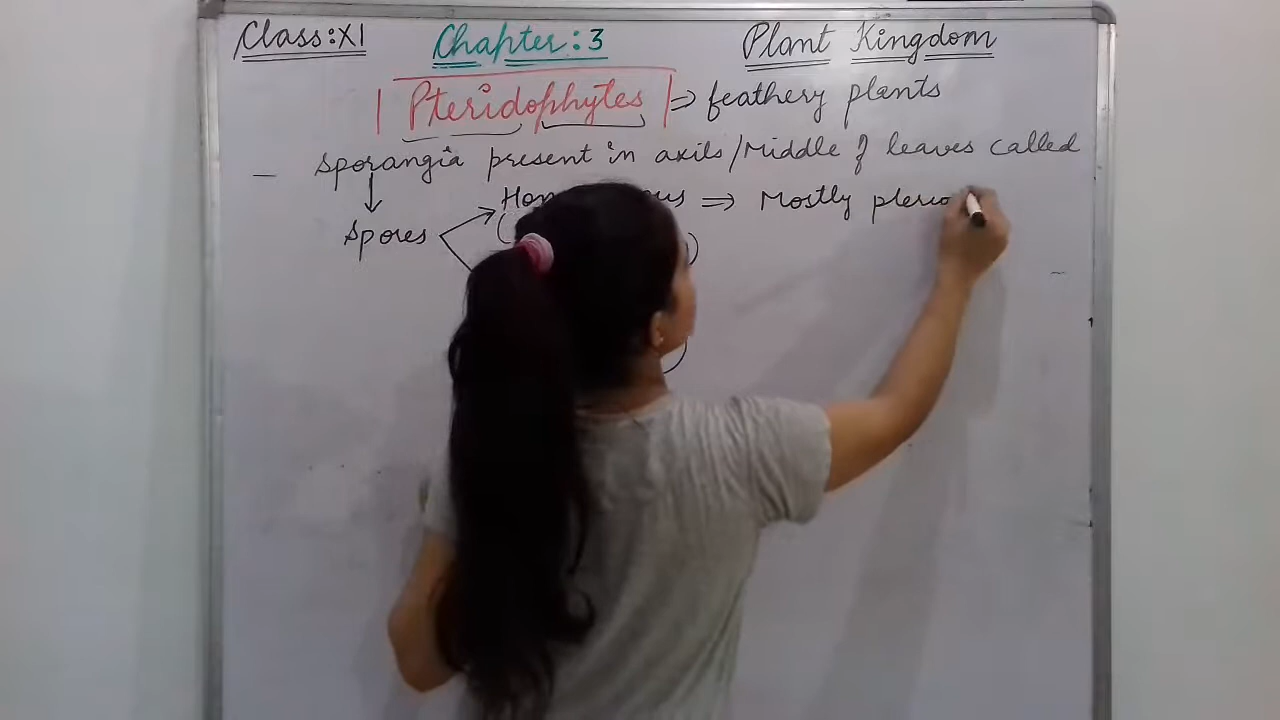 Class:XI Chapter:3 Plant Kingdom
Pteridophytes => feathery plants
— Sporangia present in axils/Middle of leaves called
=> Mostly
Spores